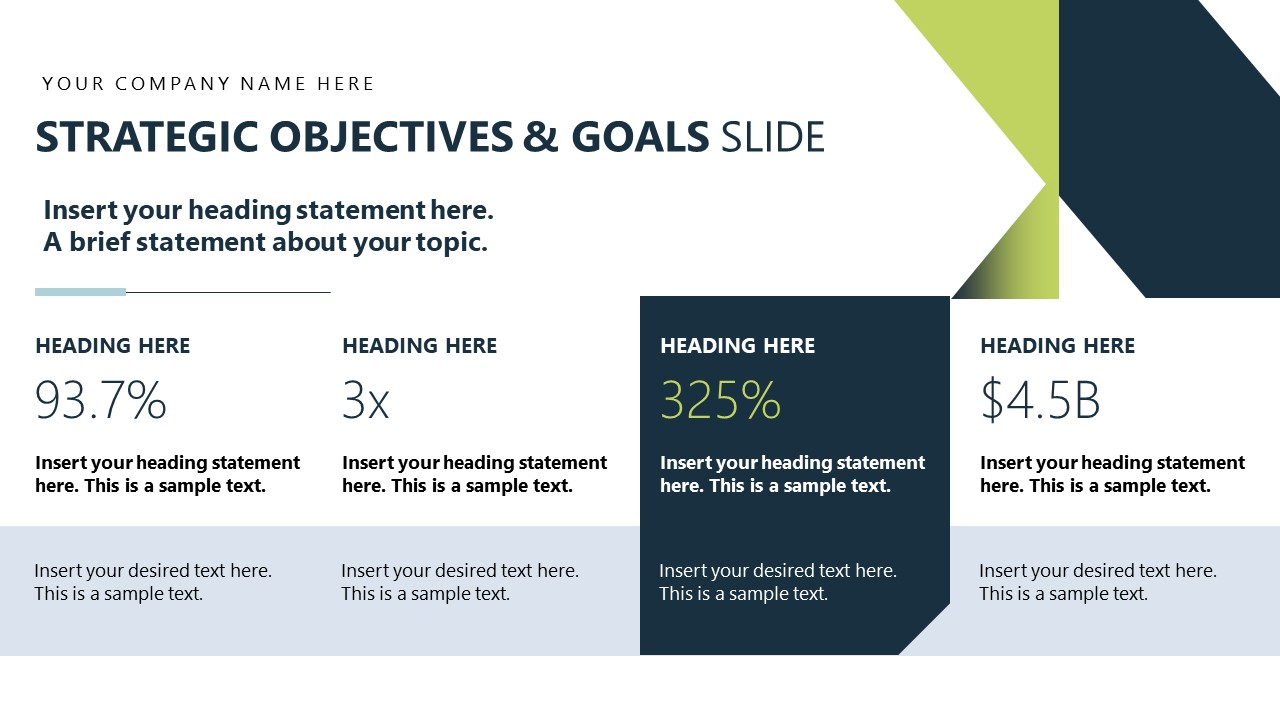 YOUR COMPANY NAME HERE
STRATEGIC OBJECTIVES & GOALS SLIDE
Insert your heading statement here.
A brief statement about your topic.
HEADING HERE
93.7%
Insert your heading statement
here. This is a sample text.
Insert your desired text here.
This is a sample text.
HEADING HERE
3x
Insert your heading statement
here. This is a sample text.
Insert your desired text here.
This is a sample text.
HEADING HERE
325%
Insert your heading statement
here. This is a sample text.
Insert your desired text here.
This is a sample text.
HEADING HERE
$4.5B
Insert your heading statement
here. This is a sample text.
Insert your desired text here.
This is a sample text.